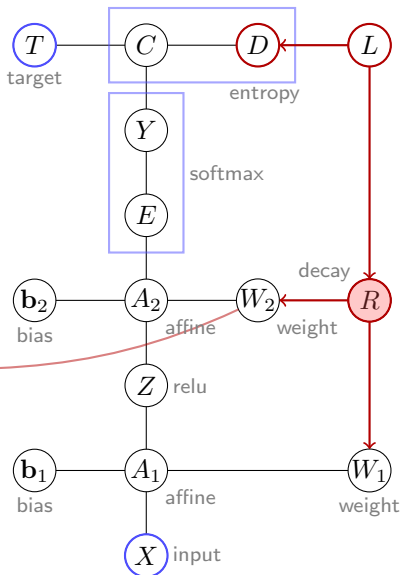 T C D L
target
entropy
Y
softmax
E
decay
b₂ A₂ W₂ R
bias affine weight
Z relu
b₁ A₁ W₁
bias affine weight
X input